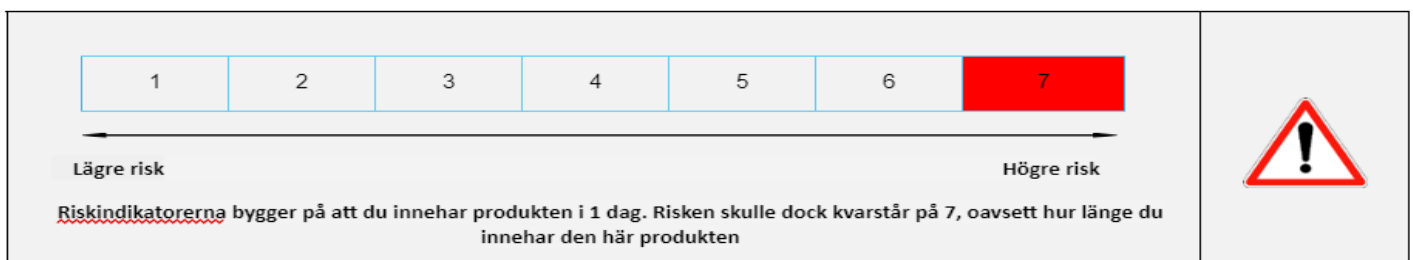 1 2 3 4 5 6 7
Lägre risk Högre risk
Riskindikatorerna bygger på att du innehar produkten i 1 dag. Risken skulle dock kvarstår på 7, oavsett hur länge du
innehar den här produkten